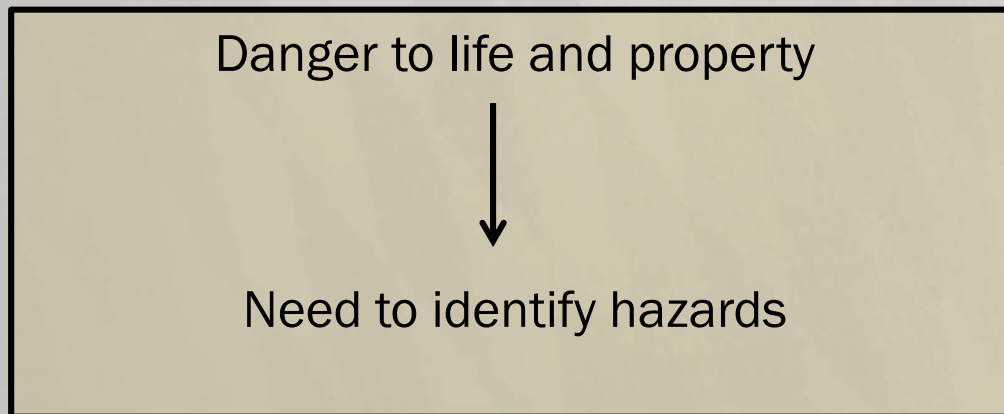 Danger to life and property
Need to identify hazards